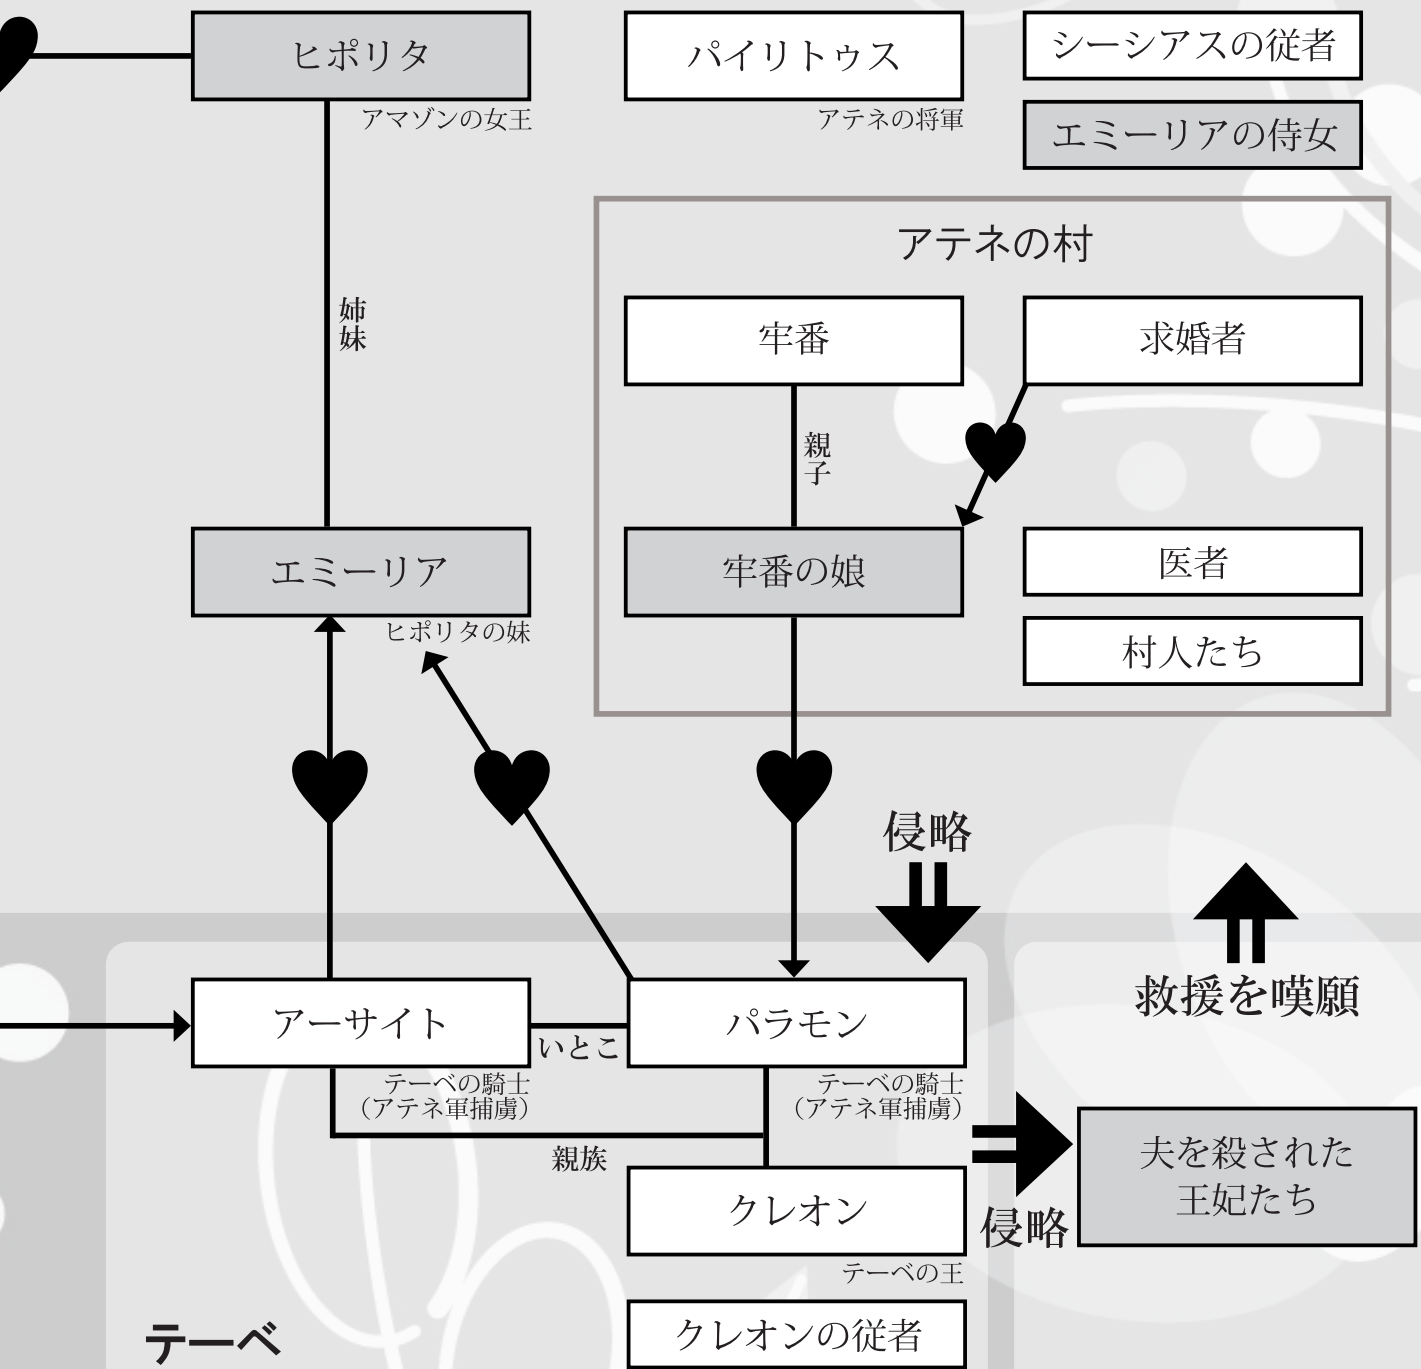 ヒポリタ
アマゾンの女王
パイリトゥス
アテネの将軍
シーシアスの従者
エミーリアの侍女
姉妹
アテネの村
牢番
求婚者
親子
エミーリア
ヒポリタの妹
牢番の娘
医者
村人たち
侵略
救援を嘆願
アーサイト
テーベの騎士
（アテネ軍捕虜）
いとこ
パラモン
テーベの騎士
（アテネ軍捕虜）
親族
クレオン
テーベの王
侵略
夫を殺された
王妃たち
クレオンの従者
テーベ